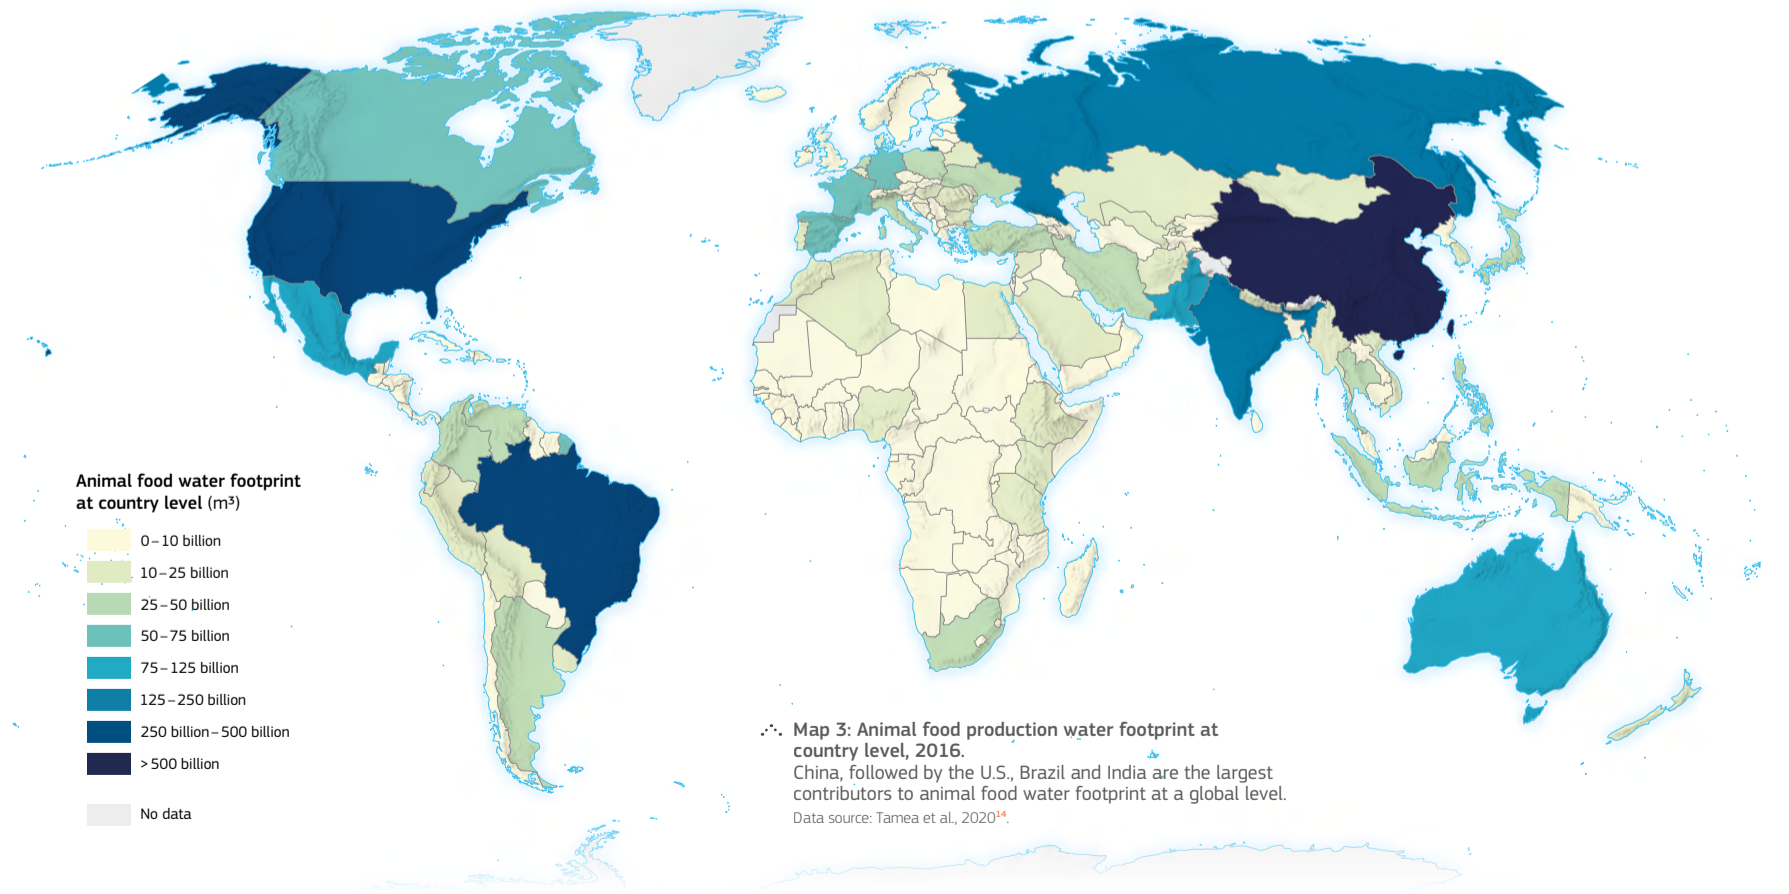 Animal food water footprint
at country level (m³)
0–10 billion
10–25 billion
25–50 billion
50–75 billion
75–125 billion
125–250 billion
250 billion–500 billion
>500 billion
No data
Map 3: Animal food production water footprint at
country level, 2016.
China, followed by the U.S., Brazil and India are the largest
contributors to animal food water footprint at a global level.
Data source: Tamea et al., 2020¹⁴.